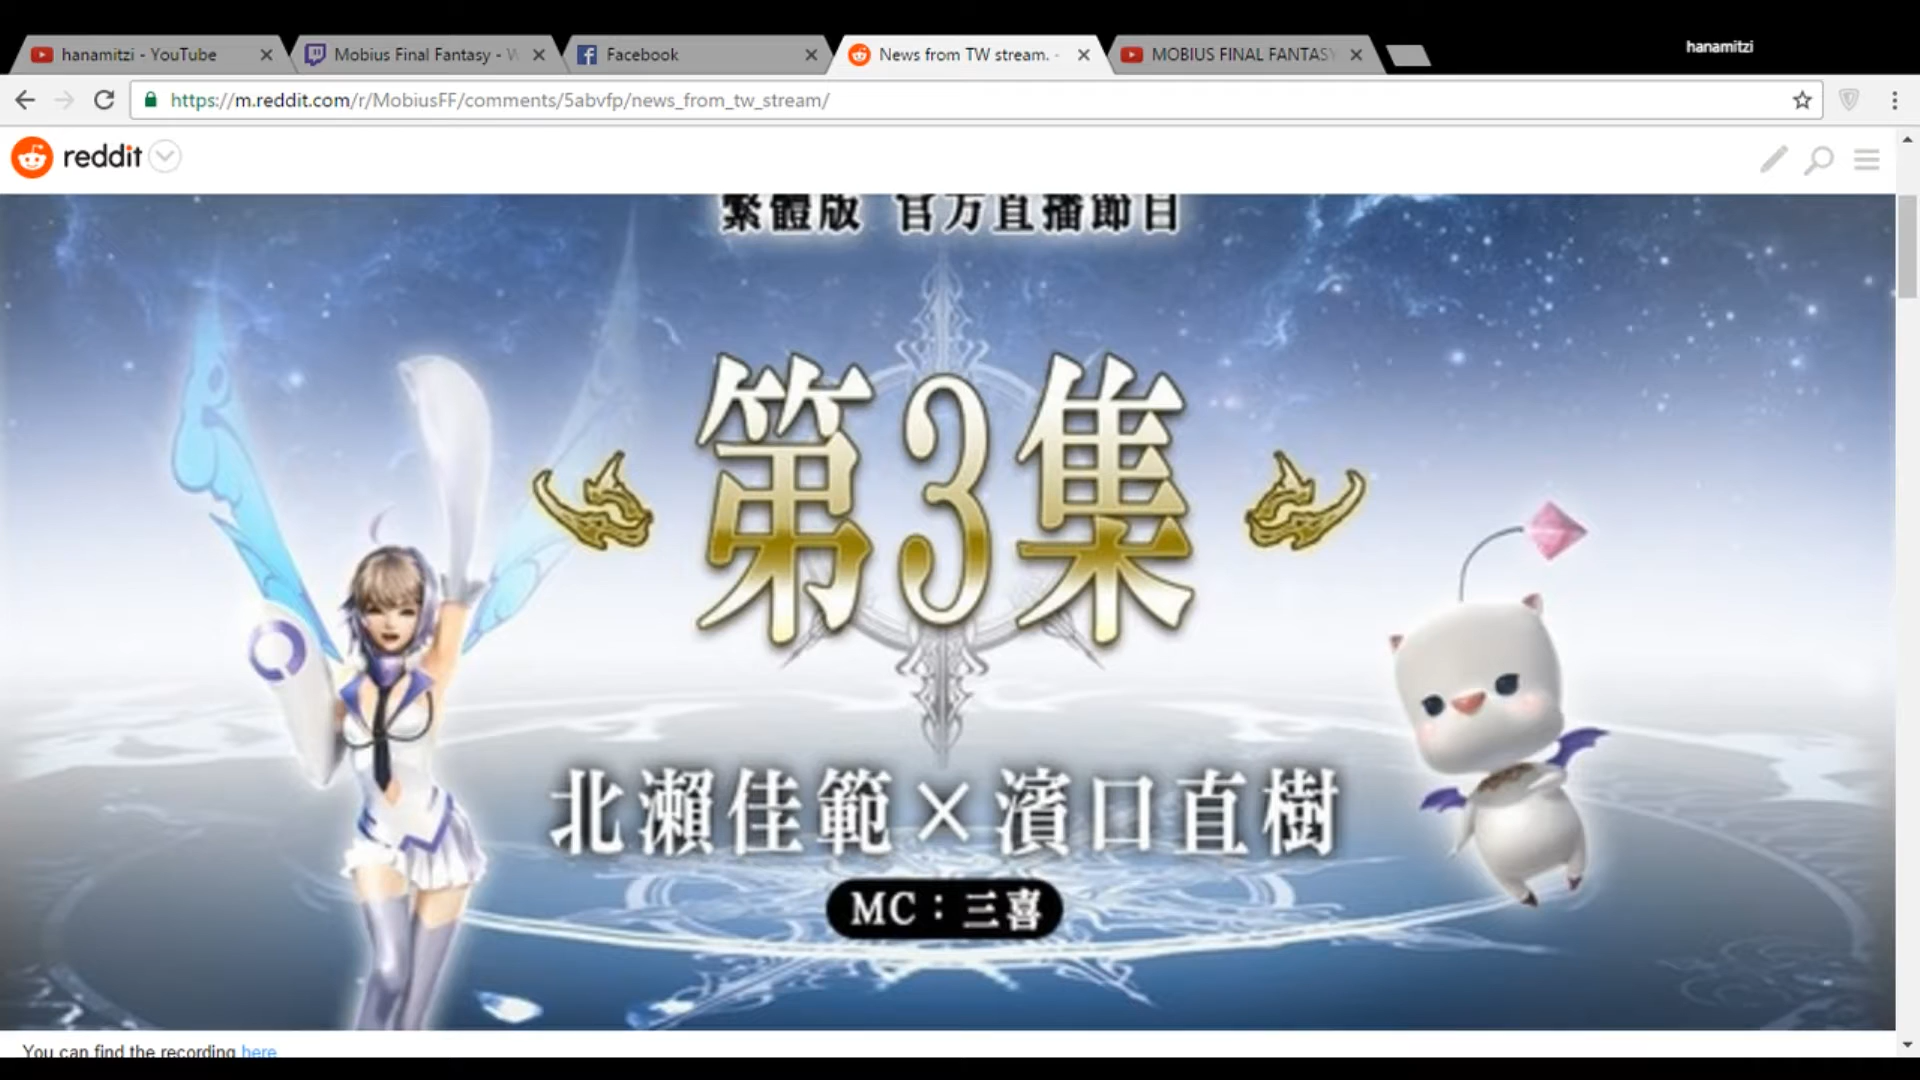 hanamitzi - YouTube
Mobius Final Fantasy -
Facebook
News from TW stream. -
MOBIUS FINAL FANTASY
hanamitzi
https://m.reddit.com/r/MobiusFF/comments/5abvfp/news_from_tw_stream/
reddit
繁體版 官方直播節目
第3集
北瀨佳範×濱口直樹
MC：三喜
You can find the recording here